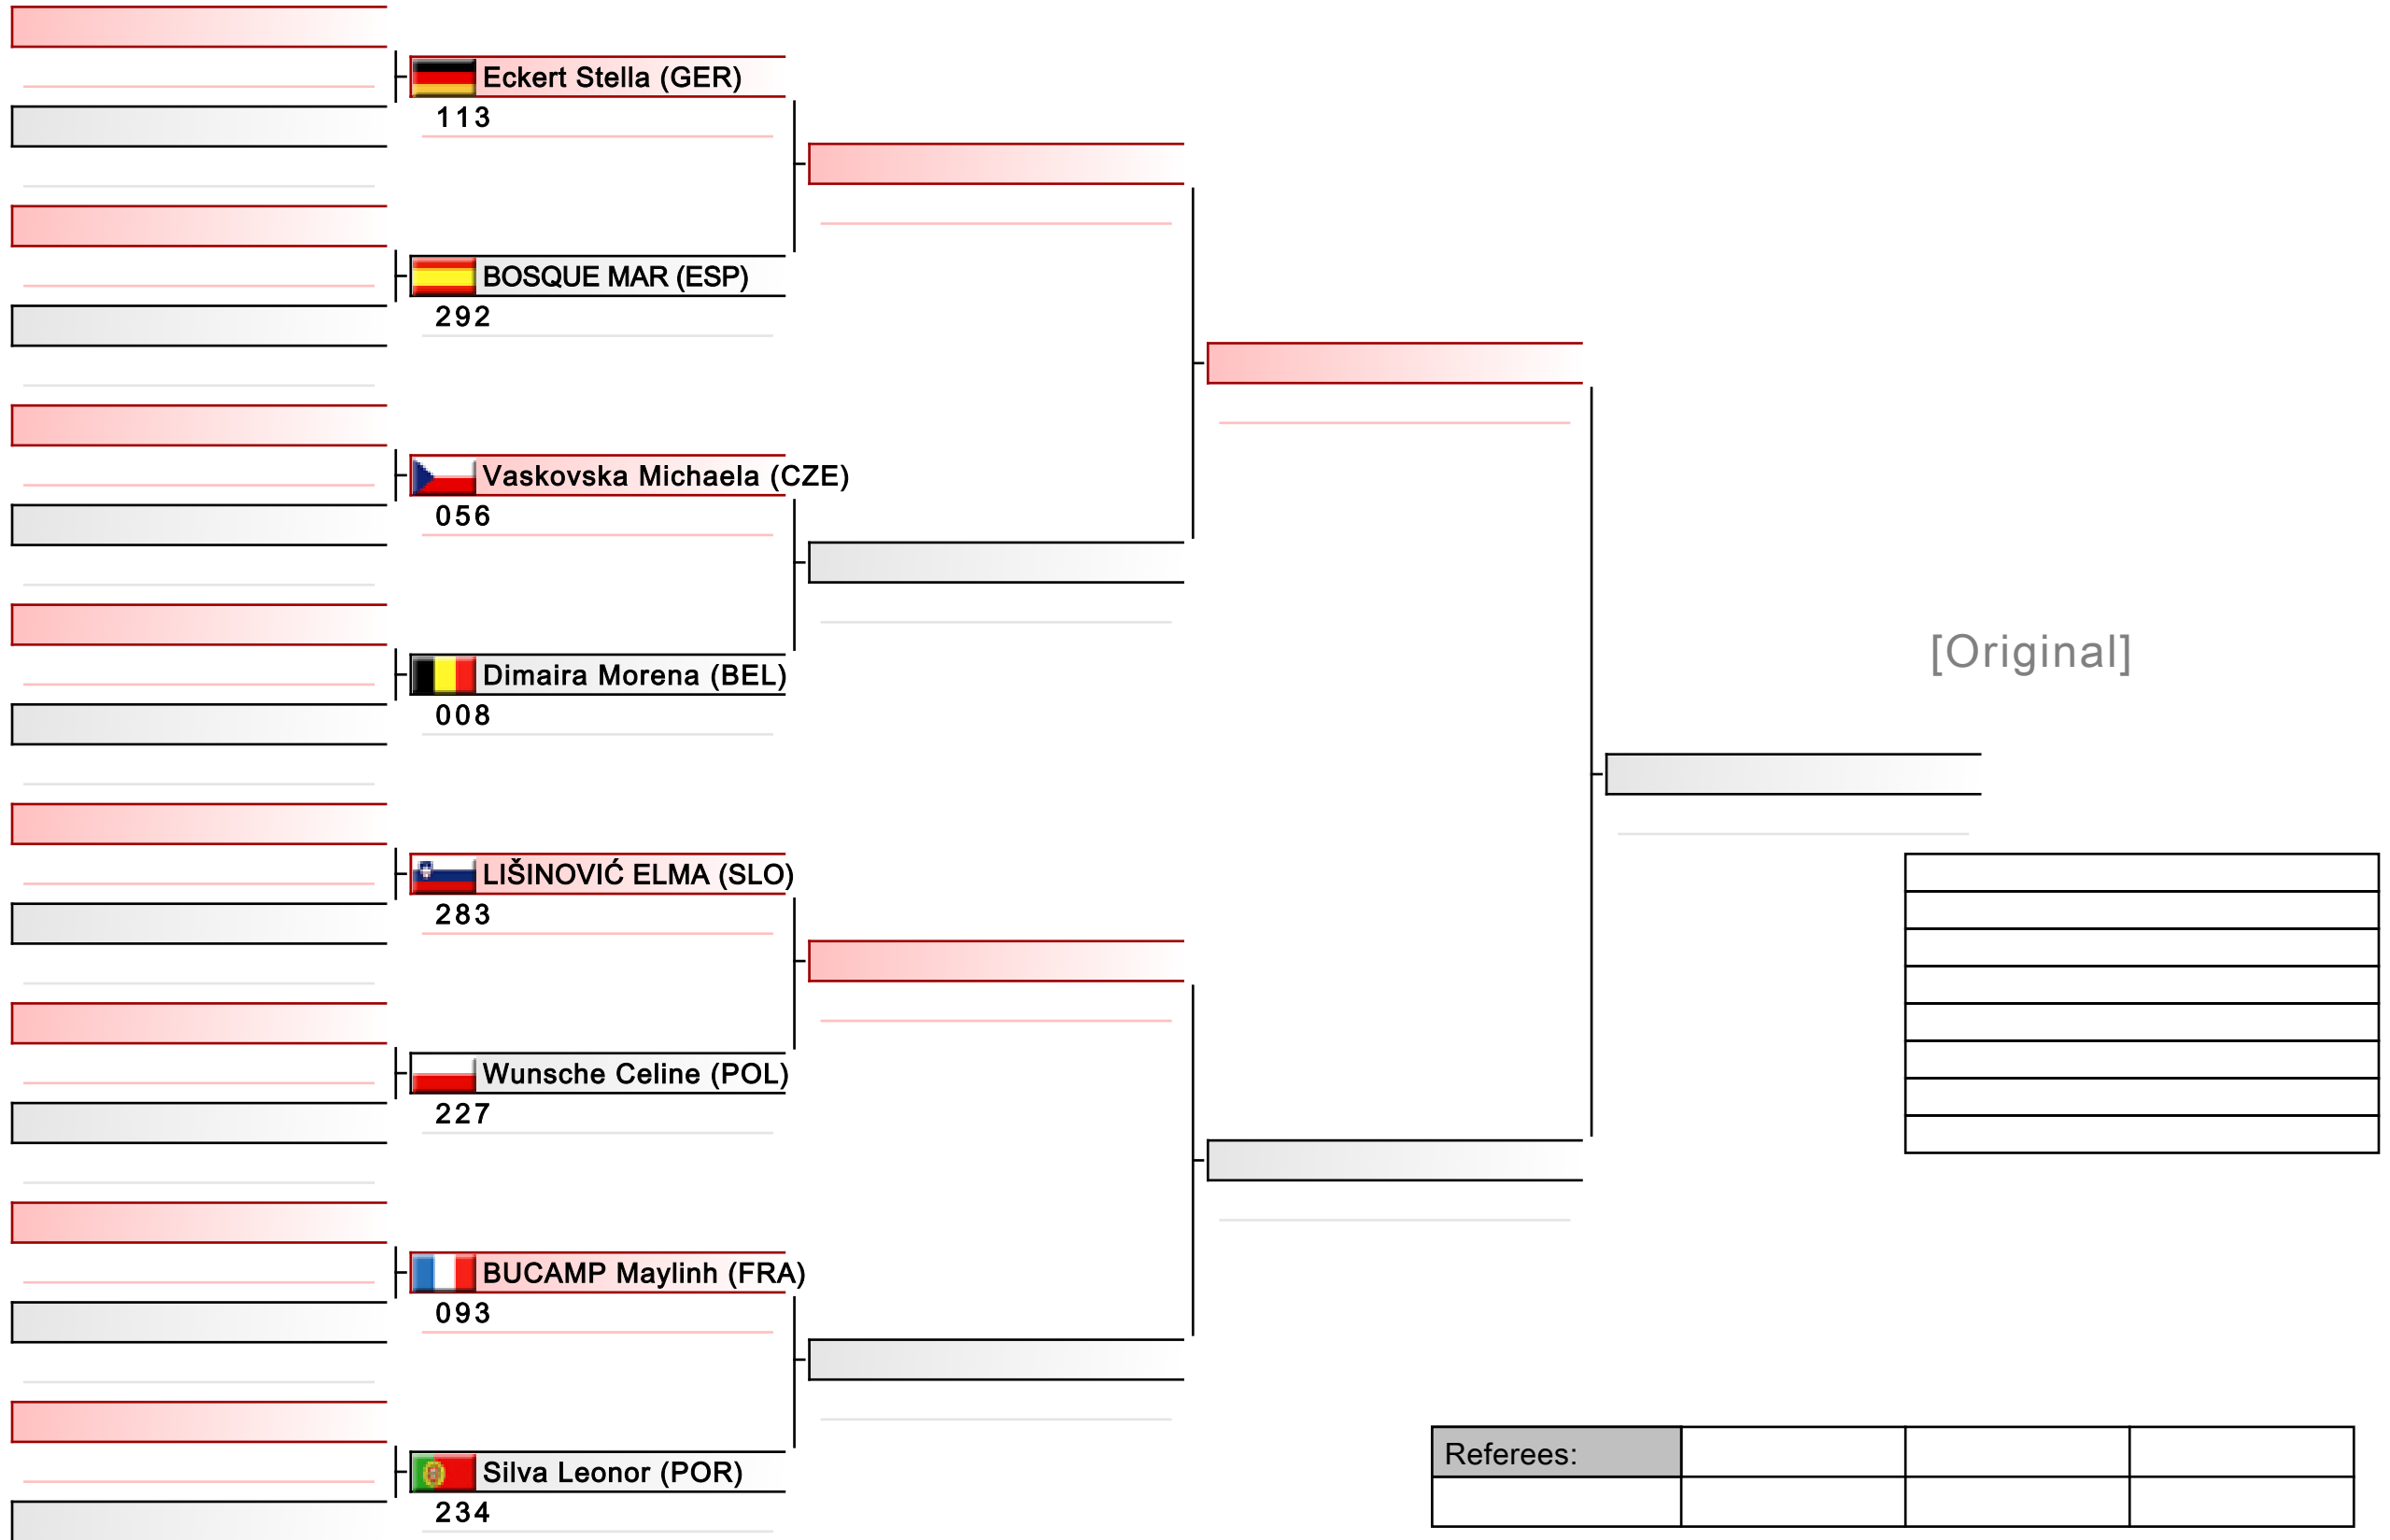 Eckert Stella (GER)
113
BOSQUE MAR (ESP)
292
Vaskovska Michaela (CZE)
056
Dimaira Morena (BEL)
008
LIŠINOVIĆ ELMA (SLO)
283
Wunsche Celine (POL)
227
BUCAMP Maylinh (FRA)
093
Silva Leonor (POR)
234
[Original]
Referees: